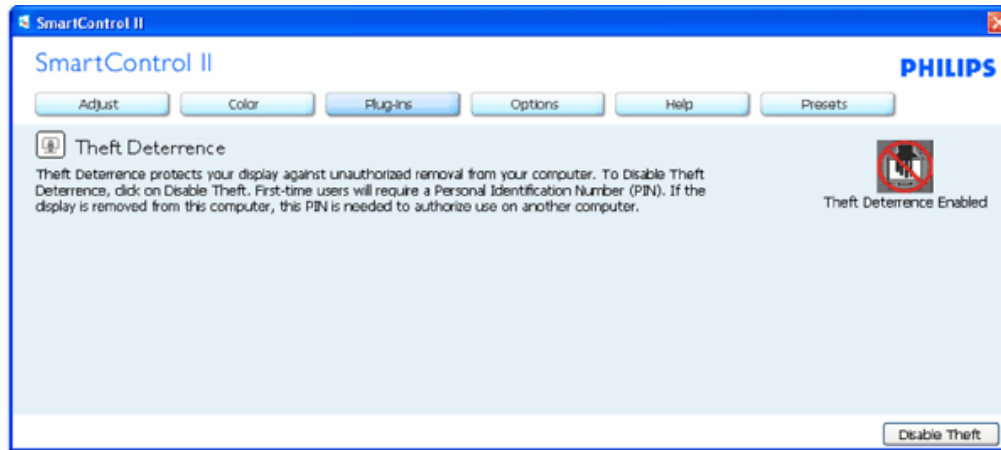 SmartControl II
SmartControl II
PHILIPS
Adjust
Color
Plug-Ins
Options
Help
Presets
Theft Deterrence
Theft Deterrence protects your display against unauthorized removal from your computer. To Disable Theft
Deterrence, click on Disable Theft. First-time users will require a Personal Identification Number (PIN). If the
display is removed from this computer, this PIN is needed to authorize use on another computer.
Theft Deterrence Enabled
Disable Theft